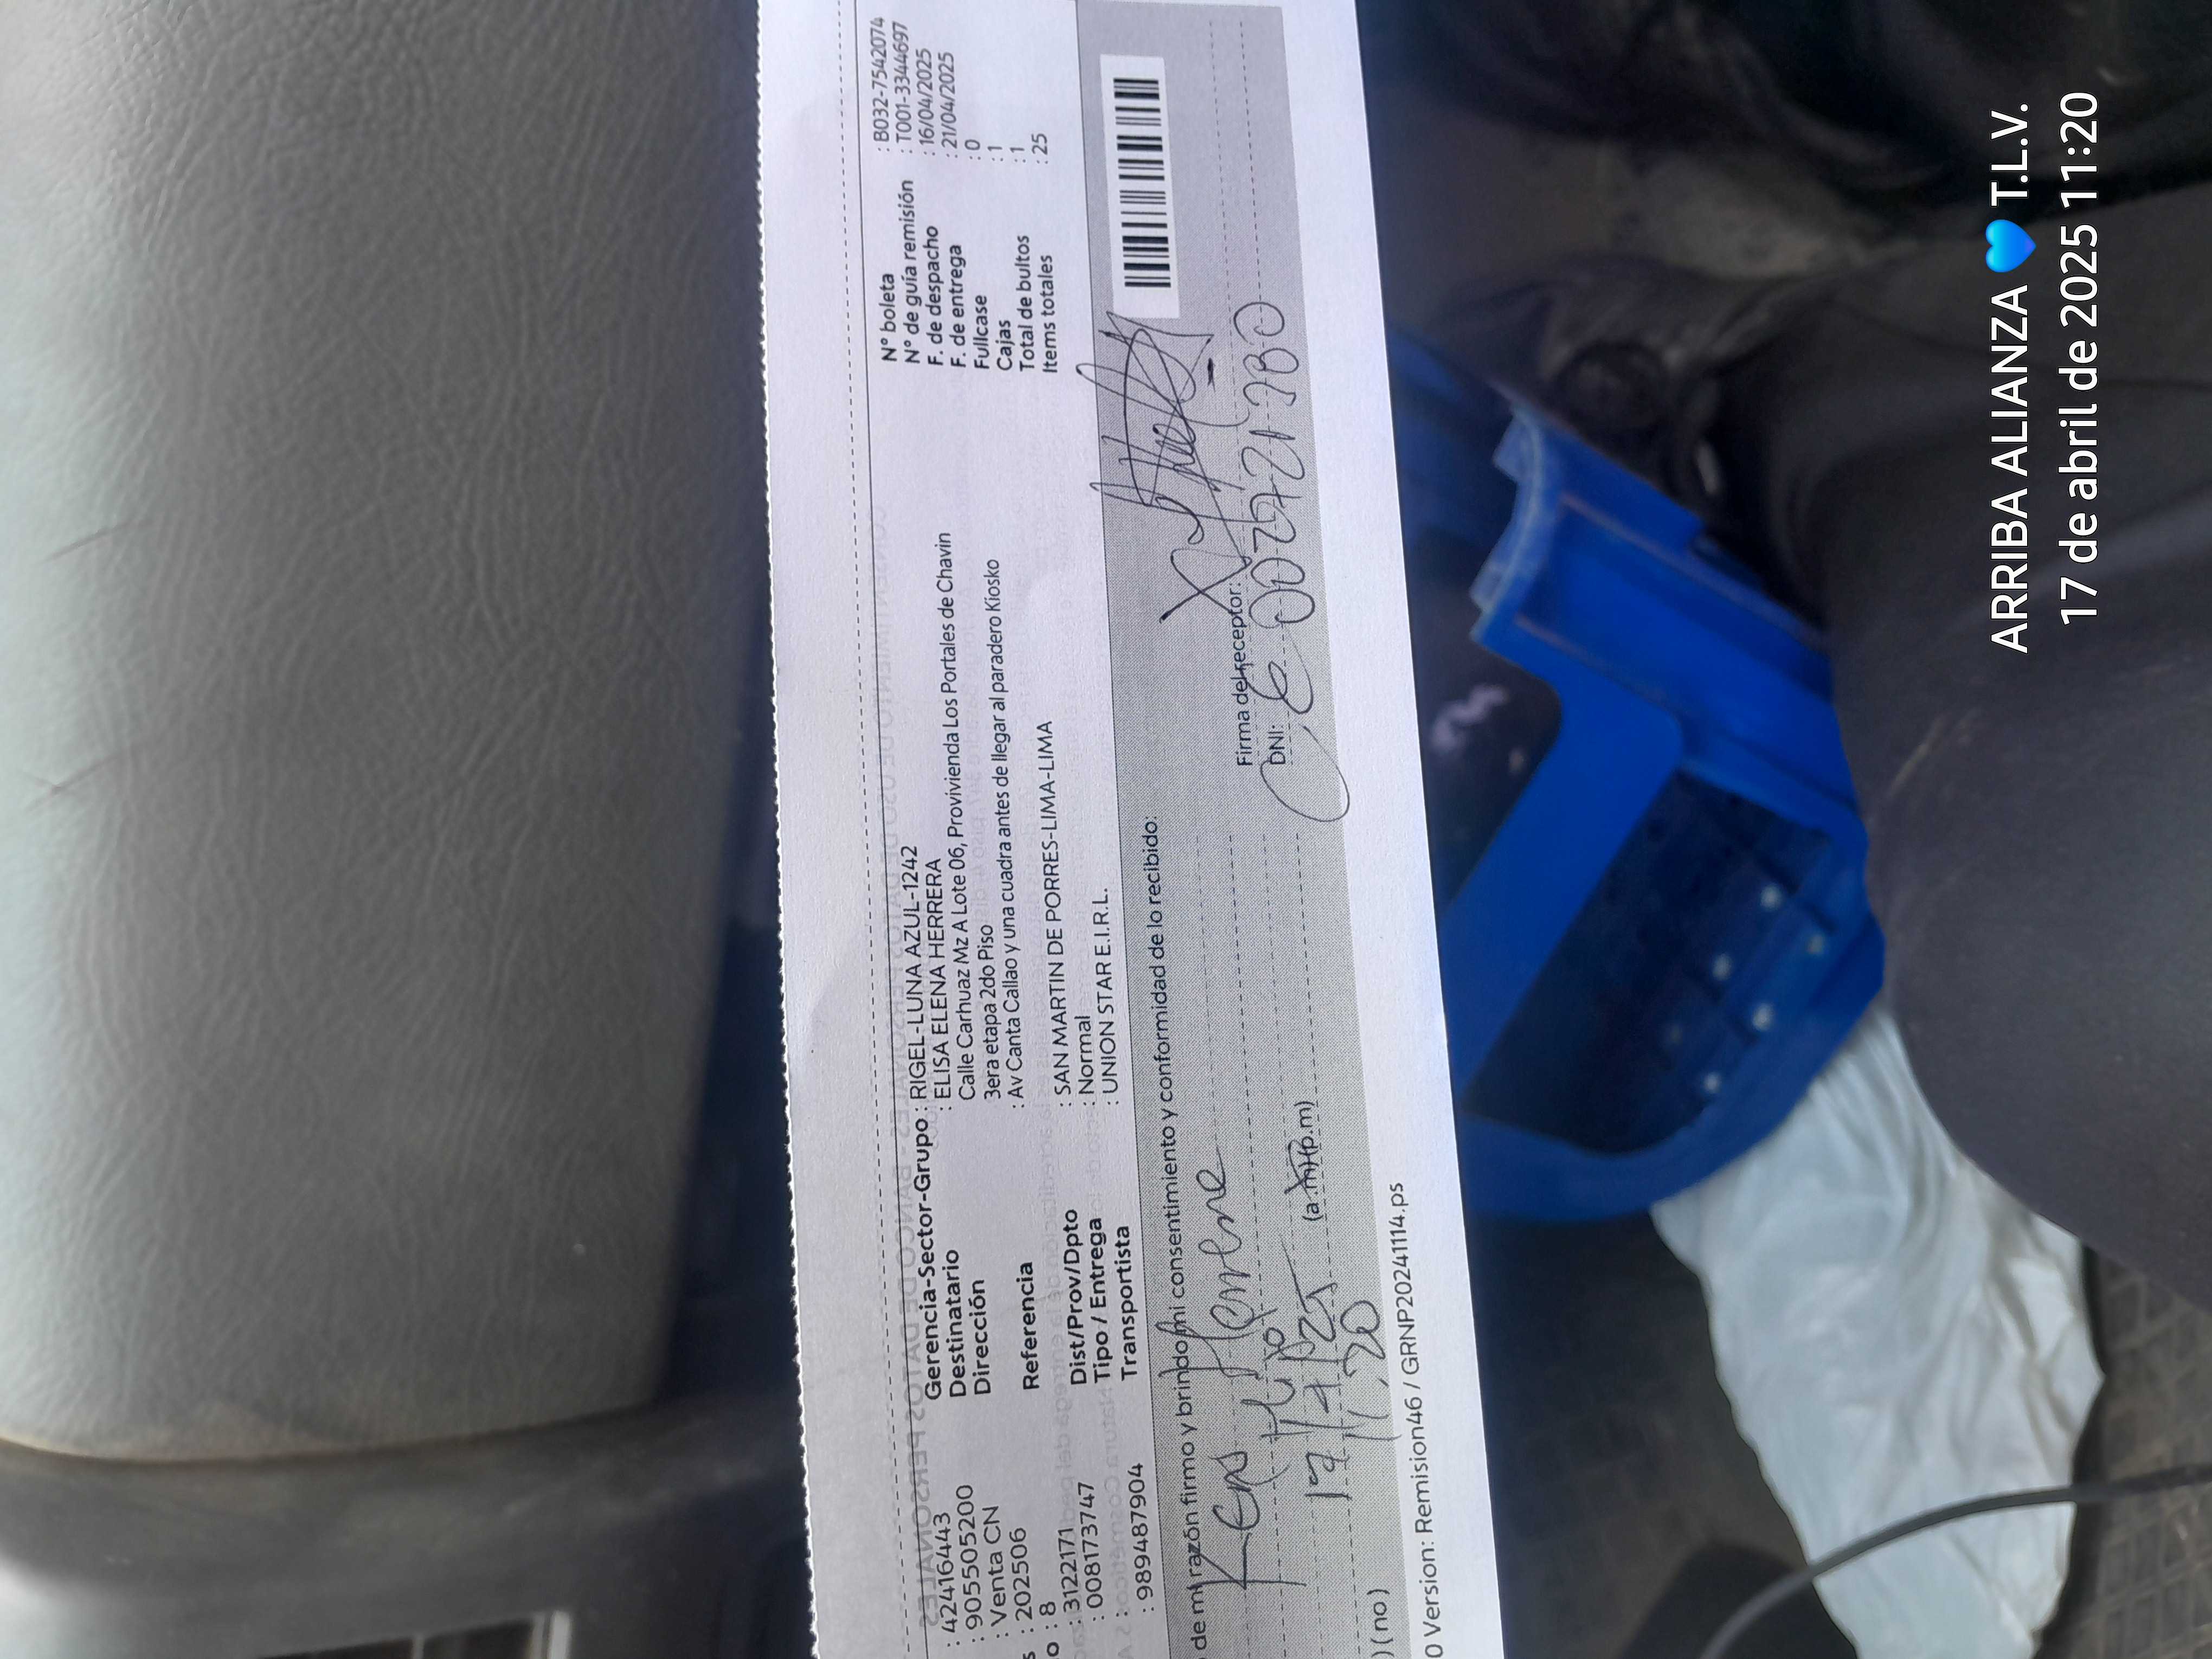 : 42416443
: 905505200
: Venta CN
s : 202506
o : 8
: 3122171
: 008173747
:
: 989487904
Gerencia-Sector-Grupo : RIGEL-LUNA AZUL-1242
Destinatario : ELISA ELENA HERRERA
Dirección Calle Carhuaz Mz A Lote 06, Provivienda Los Portales de Chavin
3era etapa 2do Piso
Referencia : Av Canta Callao y una cuadra antes de llegar al paradero Kiosko
Dist/Prov/Dpto : SAN MARTIN DE PORRES-LIMA-LIMA
Tipo / Entrega : Normal
Transportista : UNION STAR E.I.R.L.
N° boleta : B032-7542074
N° de guía remisión : T001-3344697
F. de despacho : 16/04/2025
F. de entrega : 21/04/2025
Fullcase : 0
Cajas : 1
Total de bultos : 1
Items totales : 25
de mi razón firmo y brindo mi consentimiento y conformidad de lo recibido:
17/4/25
(a.m)(p.m)
Firma del receptor:
DNI:
) (no)
0 Version: Remision46 / GRNP20241114.ps
ARRIBA ALIANZA 💙 T.L.V.
17 de abril de 2025 11:20